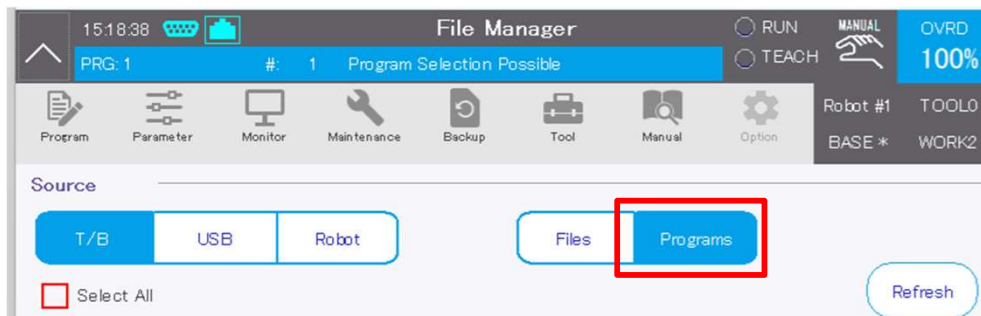 15:18:38 File Manager RUN MANUAL OVRD
PRG: 1 #: 1 Program Selection Possible TEACH 100%
Program Parameter Monitor Maintenance Backup Tool Manual Option Robot #1 TOOL0
BASE * WORK2
Source
T/B USB Robot Files Programs
Select All Refresh